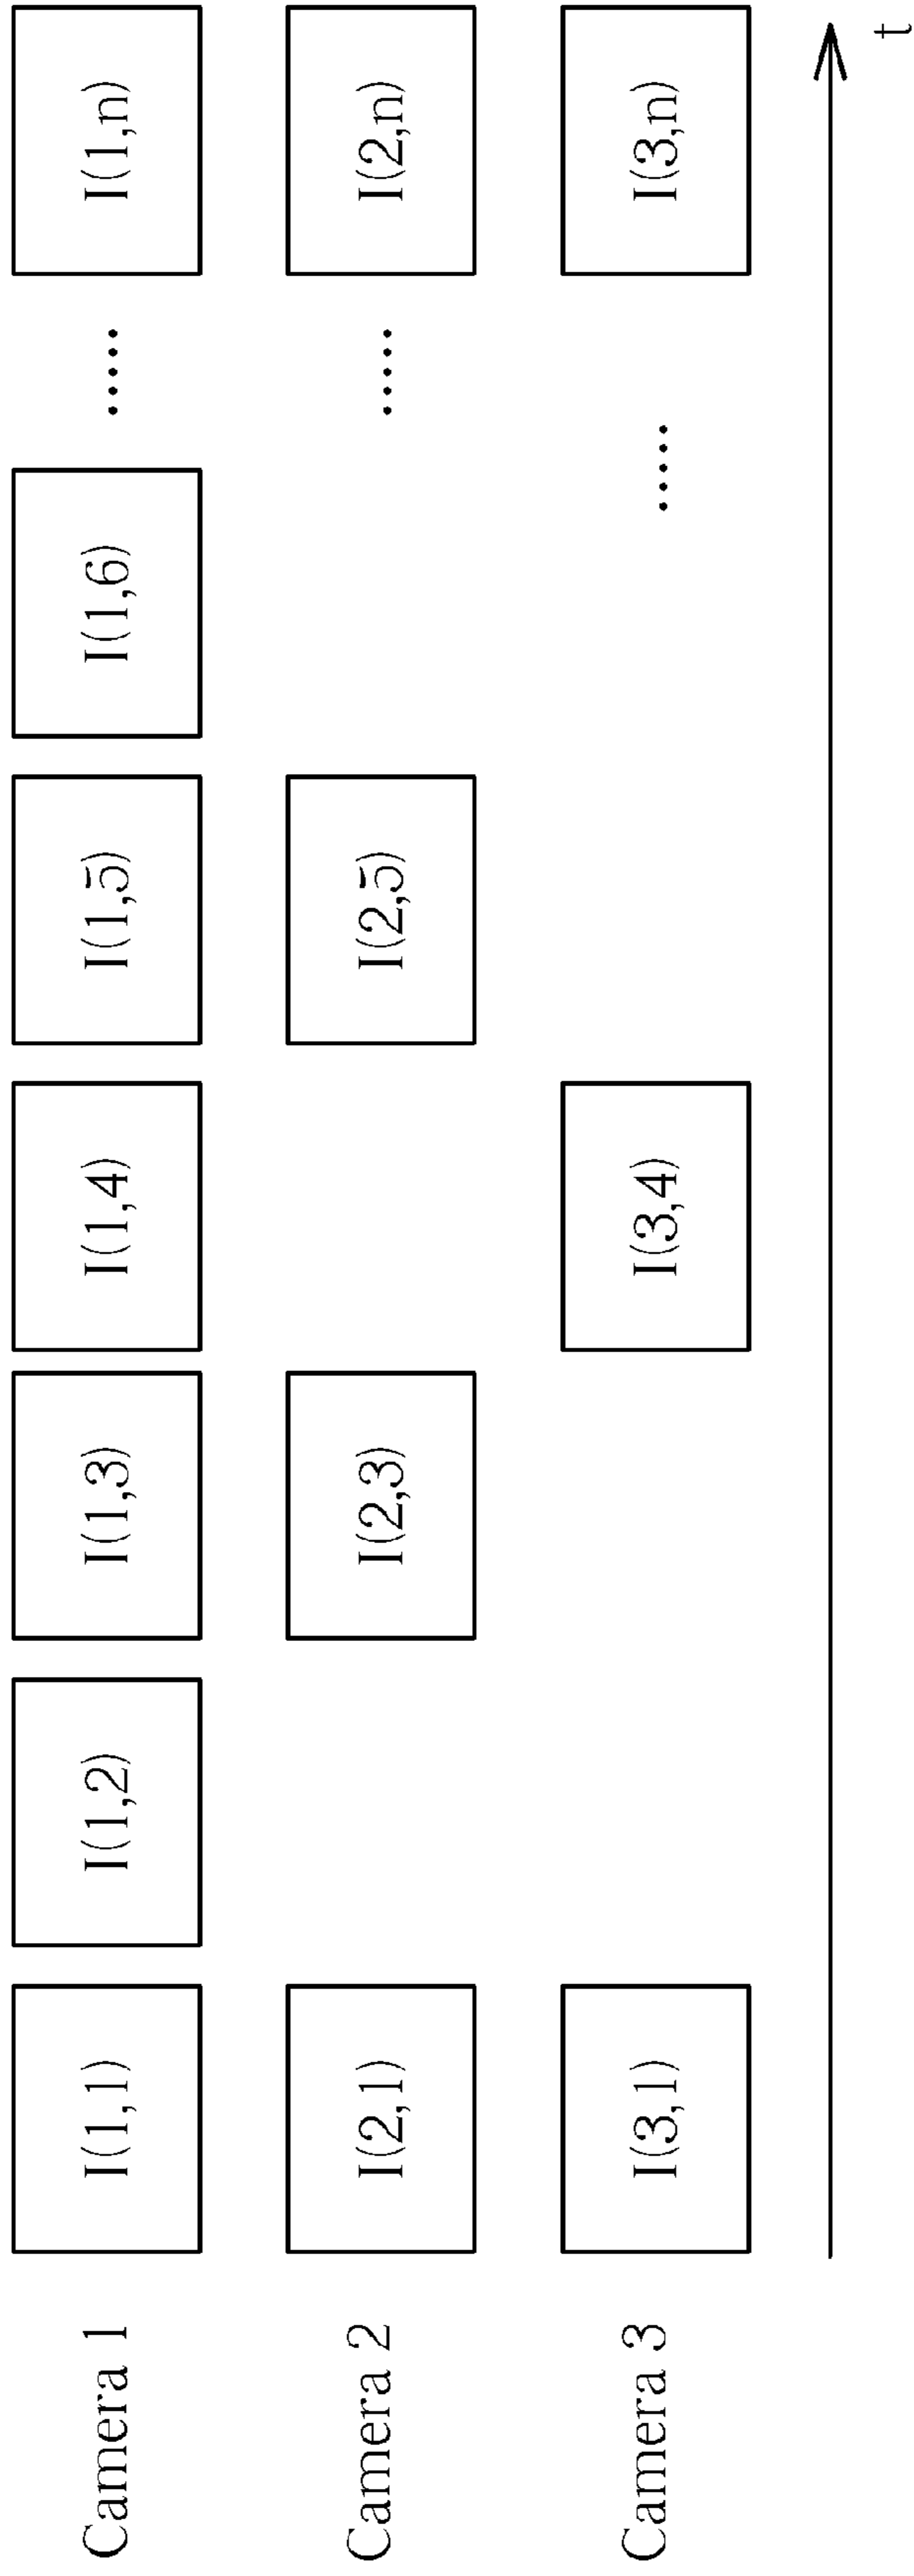 Camera 1 I(1,1) I(1,2) I(1,3) I(1,4) I(1,5) I(1,6) ..... I(1,n)
Camera 2 I(2,1) I(2,3) I(2,5) ..... I(2,n)
Camera 3 I(3,1) I(3,4) ..... I(3,n)
t